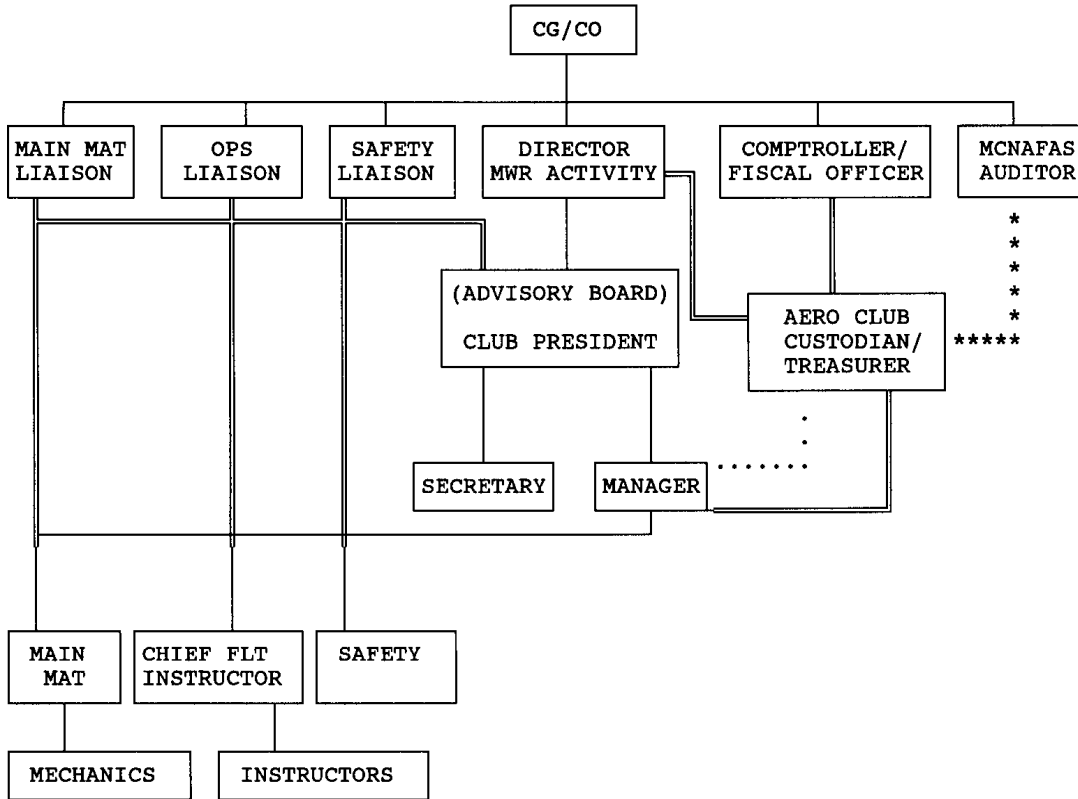 CG/CO
MAIN MAT
LIAISON
OPS
LIAISON
SAFETY
LIAISON
DIRECTOR
MWR ACTIVITY
COMPTROLLER/
FISCAL OFFICER
MCNAFAS
AUDITOR
*
*
*
*
*
(ADVISORY BOARD)
CLUB PRESIDENT
AERO CLUB
CUSTODIAN/
TREASURER
*****
SECRETARY
MANAGER
.......
MAIN
MAT
CHIEF FLT
INSTRUCTOR
SAFETY
MECHANICS
INSTRUCTORS